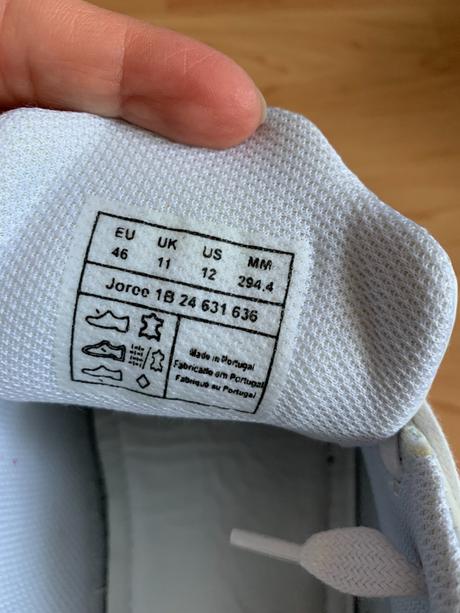 EU UK US MM
46 11 12 294.4
Joree 1B 24 631 636
Made in Portugal
Fabricado em Portugal
Fabriqué au Portugal